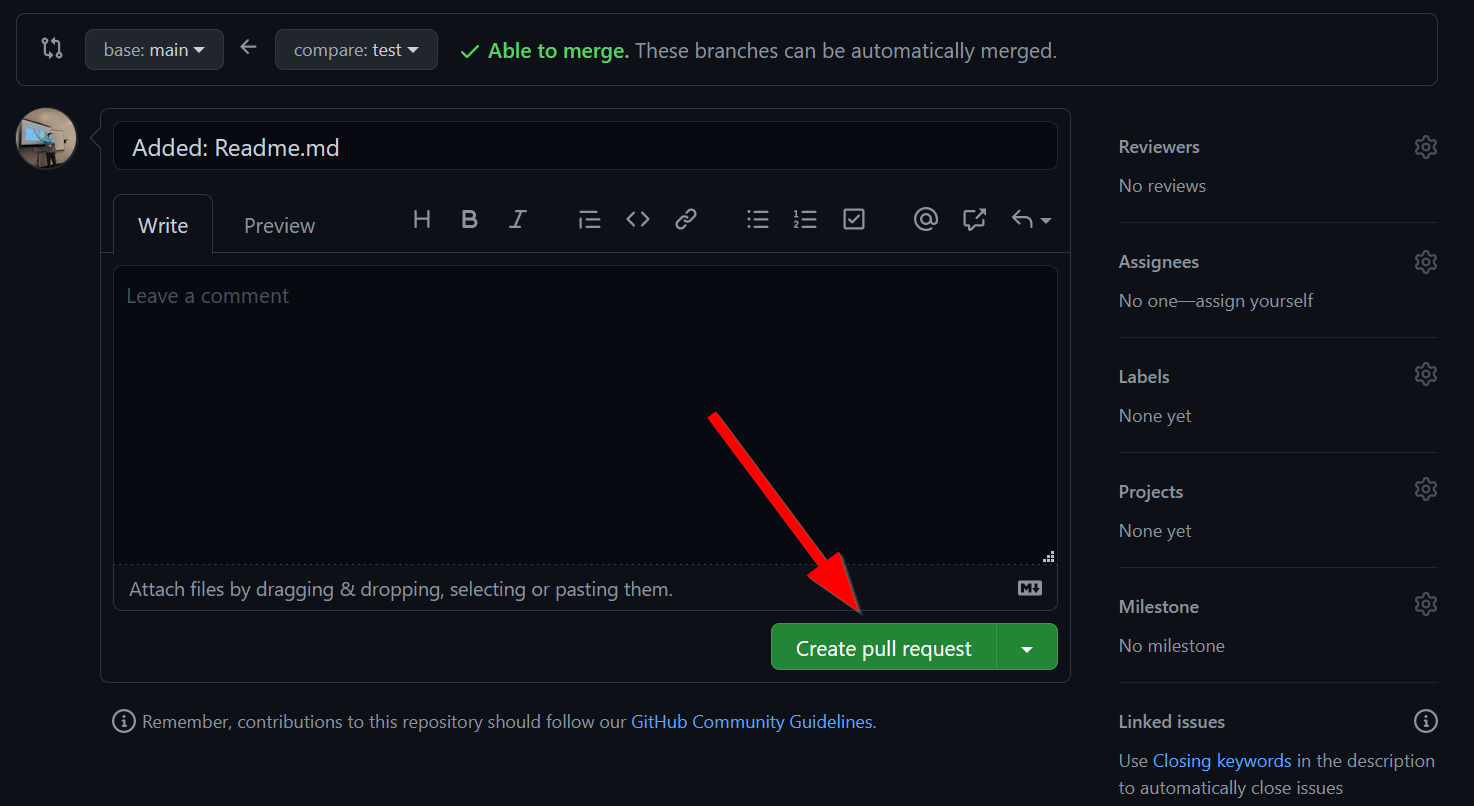 base: main compare: test Able to merge. These branches can be automatically merged.
Added: Readme.md
Write Preview H B I
Leave a comment
Attach files by dragging & dropping, selecting or pasting them.
Create pull request
Remember, contributions to this repository should follow our GitHub Community Guidelines.
Reviewers
No reviews
Assignees
No one—assign yourself
Labels
None yet
Projects
None yet
Milestone
No milestone
Linked issues
Use Closing keywords in the description
to automatically close issues